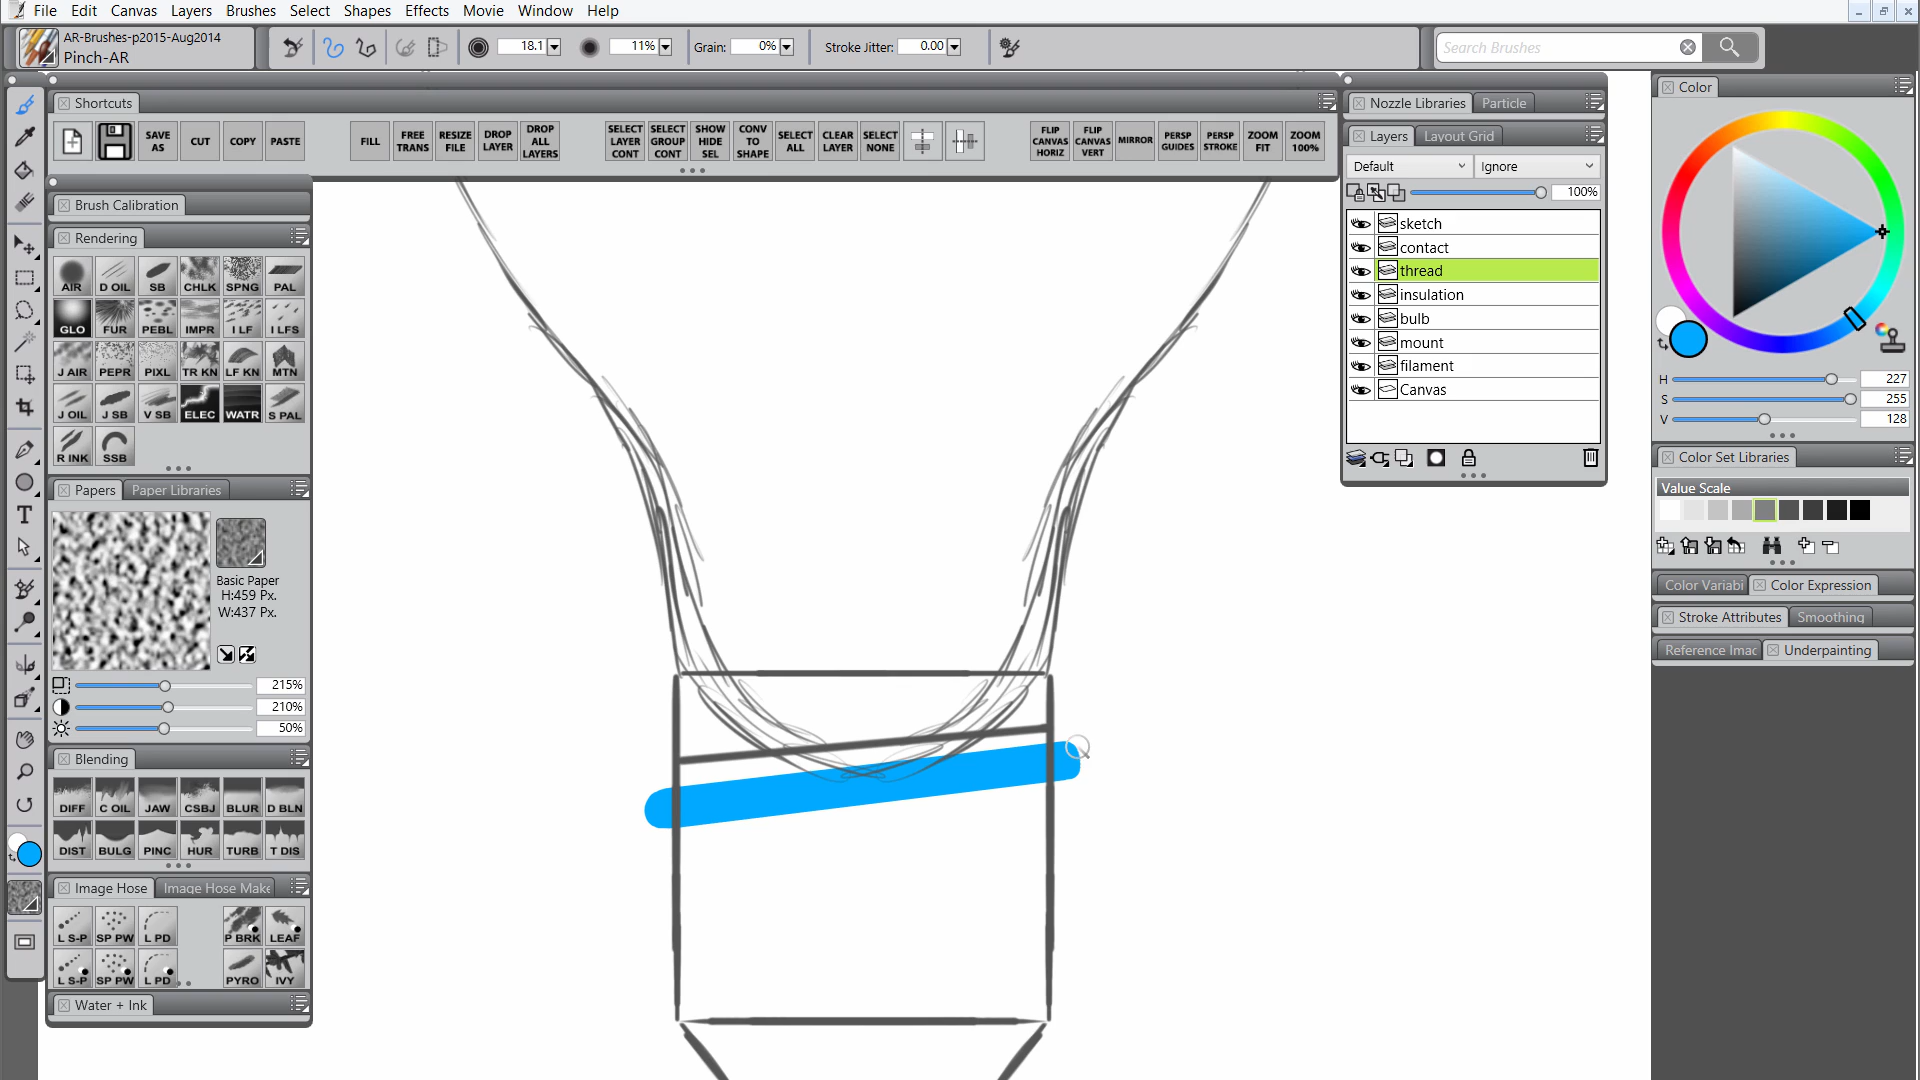 File Edit Canvas Layers Brushes Select Shapes Effects Movie Window Help
AR-Brushes-p2015-Aug2014
Pinch-AR
18.1 11% Grain: 0% Stroke Jitter: 0.00
Search Brushes
Shortcuts
SAVE AS
CUT
COPY
PASTE
FILL
FREE TRANS
RESIZE FILE
DROP LAYER
DROP ALL LAYERS
SELECT LAYER CONT
SELECT GROUP CONT
SHOW HIDE SEL
CONV TO SHAPE
SELECT ALL
CLEAR LAYER
SELECT NONE
FLIP CANVAS HORIZ
FLIP CANVAS VERT
MIRROR
PERSP GUIDES
PERSP STROKE
ZOOM FIT
ZOOM 100%
Brush Calibration
Rendering
AIR D OIL SB CHLK SPNG PAL
GLO FUR PEBL IMPR I LF I LFS
J AIR PEPR PIXL TR KN LF KN MTN
J OIL J SB V SB ELEC WATR S PAL
R INK SSB
Papers Paper Libraries
Basic Paper
H:459 Px.
W:437 Px.
215%
210%
50%
Blending
DIFF C OIL JAW CSBJ BLUR D BLN
DIST BULG PINC HUR TURB T DIS
Image Hose Image Hose Make
L S-P SP PW L PD P BRK LEAF
L S-P SP PW L PD PYRO IVY
Water + Ink
T
Nozzle Libraries Particle
Layers Layout Grid
Default Ignore
100%
sketch
contact
thread
insulation
bulb
mount
filament
Canvas
Color
H 227
S 255
V 128
Color Set Libraries
Value Scale
Color Variabi Color Expression
Stroke Attributes Smoothing
Reference Imac Underpainting